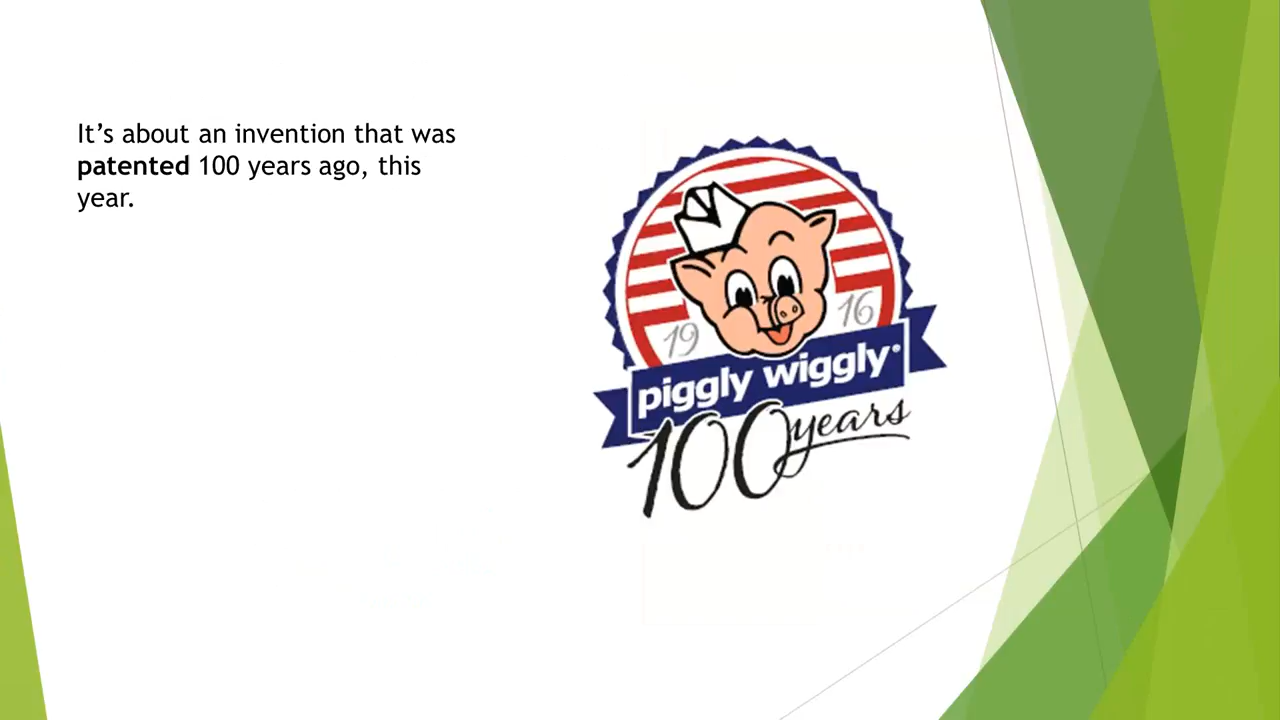 It’s about an invention that was
patented 100 years ago, this
year.
19 16
piggly wiggly®
100 years